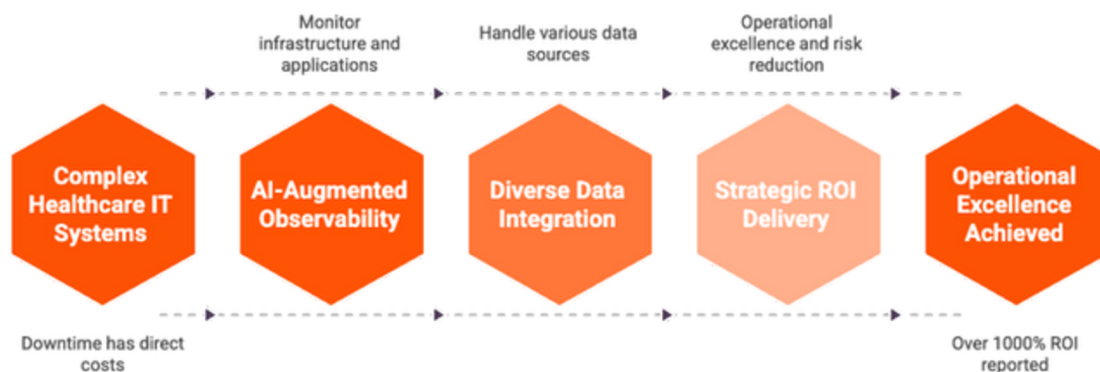 Monitor
infrastructure and
applications
Handle various data
sources
Operational
excellence and risk
reduction
Complex
Healthcare IT
Systems
AI-Augmented
Observability
Diverse Data
Integration
Strategic ROI
Delivery
Operational
Excellence
Achieved
Downtime has direct
costs
Over 1000% ROI
reported